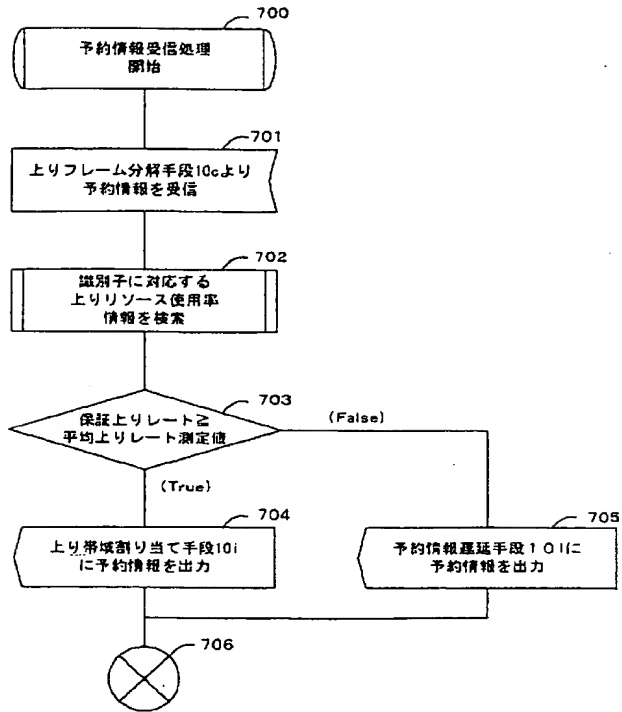 700
予約情報受信処理
開始
701
上りフレーム分解手段10cより
予約情報を受信
702
識別子に対応する
上りリソース使用率
情報を検索
703
保証上りレート≧
平均上りレート測定値
(False)
(True)
704
上り帯域割り当て手段10i
に予約情報を出力
705
予約情報遅延手段10lに
予約情報を出力
706